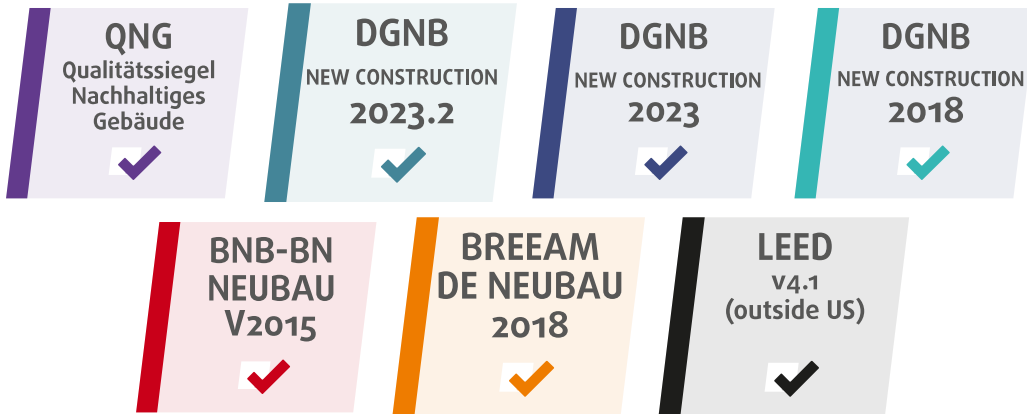 QNG
Qualitätssiegel
Nachhaltiges
Gebäude
DGNB
NEW CONSTRUCTION
2023.2
DGNB
NEW CONSTRUCTION
2023
DGNB
NEW CONSTRUCTION
2018
BNB-BN
NEUBAU
V2015
BREEAM
DE NEUBAU
2018
LEED
v4.1
(outside US)